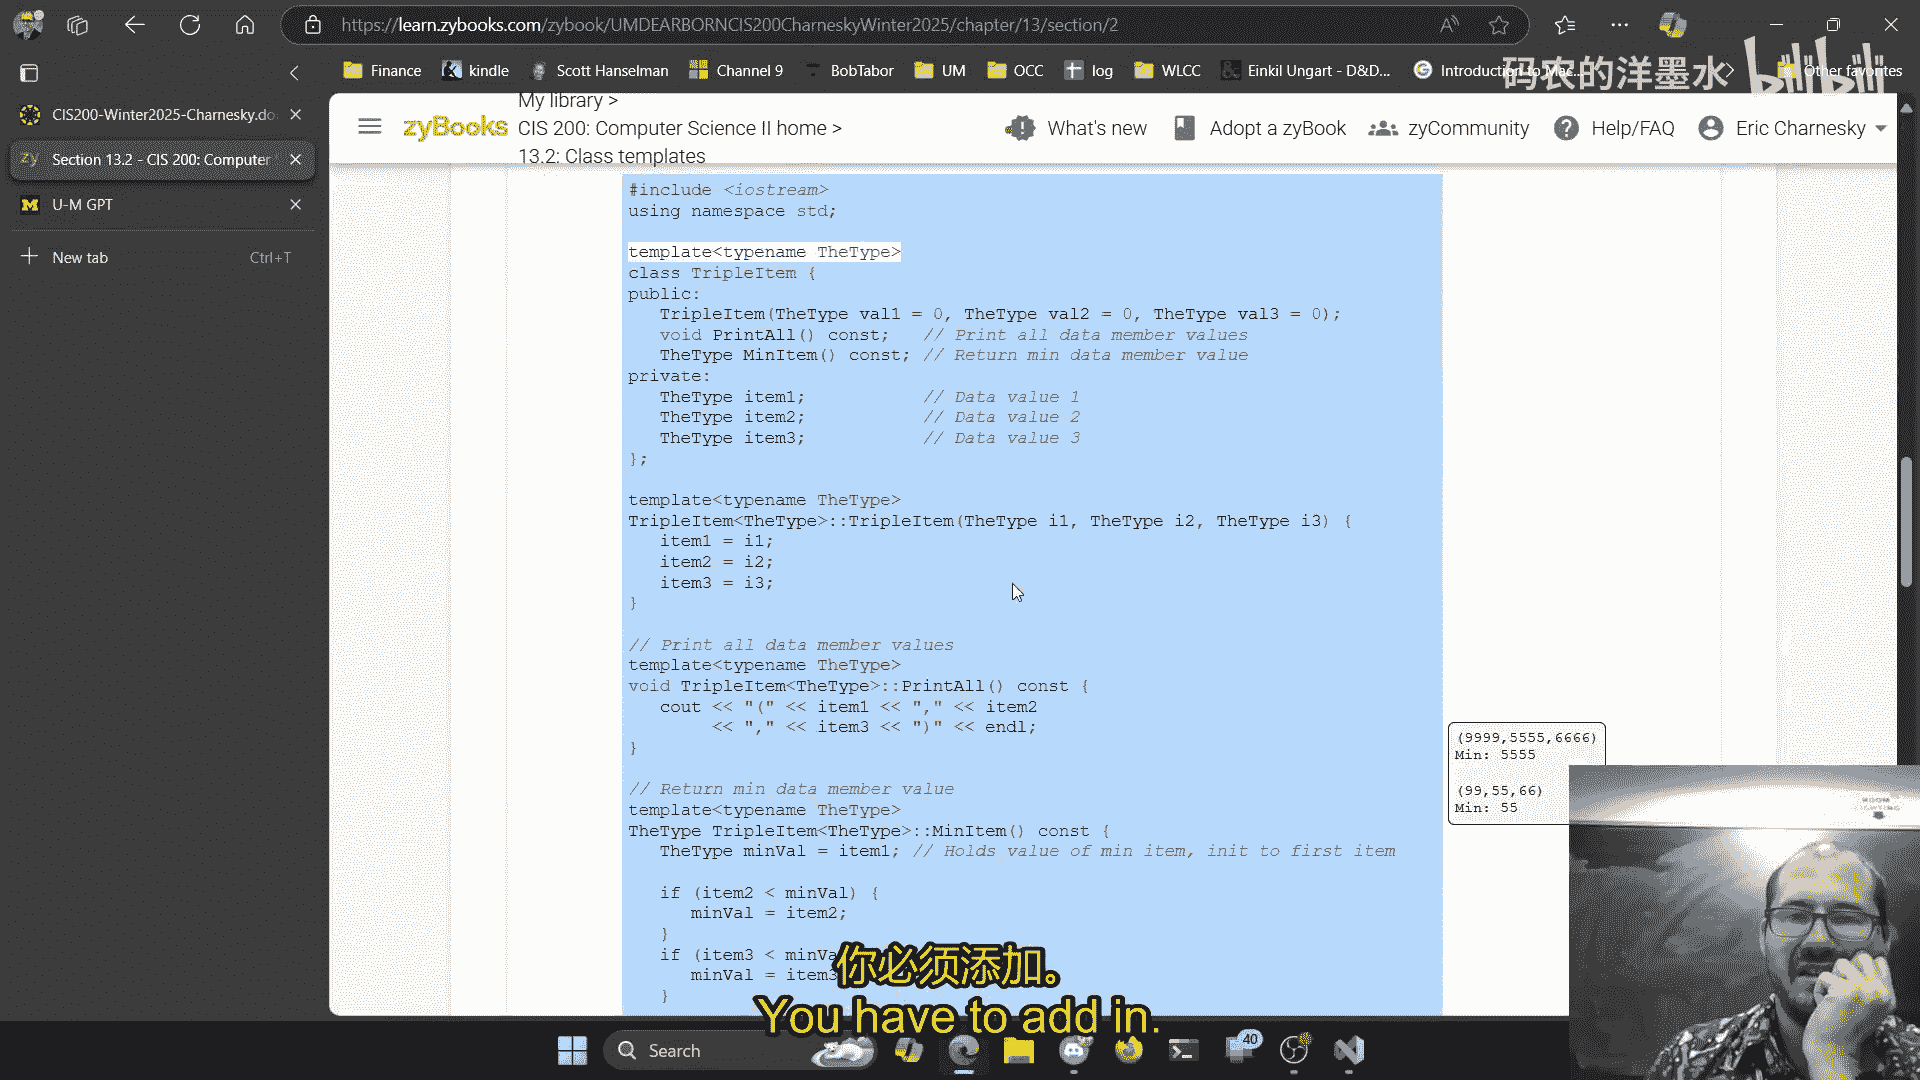 https://learn.zybooks.com/zybook/UMDEARBORNCIS200CharneskyWinter2025/chapter/13/section/2
Finance
kindle
Scott Hanselman
Channel 9
BobTabor
UM
OCC
log
WLCC
Einkil Ungart - D&D...
Introduction to Mac...
Other favorites
码农的洋墨水
bilibili
CIS200-Winter2025-Charnesky.do
Section 13.2 - CIS 200: Computer
U-M GPT
New tab
Ctrl+T
zyBooks
My library >
CIS 200: Computer Science II home >
13.2: Class templates
What's new
Adopt a zyBook
zyCommunity
Help/FAQ
Eric Charnesky
#include <iostream>
using namespace std;
template<typename TheType>
class TripleItem {
public:
TripleItem(TheType val1 = 0, TheType val2 = 0, TheType val3 = 0);
void PrintAll() const; // Print all data member values
TheType MinItem() const; // Return min data member value
private:
TheType item1; // Data value 1
TheType item2; // Data value 2
TheType item3; // Data value 3
};
template<typename TheType>
TripleItem<TheType>::TripleItem(TheType i1, TheType i2, TheType i3) {
item1 = i1;
item2 = i2;
item3 = i3;
}
// Print all data member values
template<typename TheType>
void TripleItem<TheType>::PrintAll() const {
cout << "(" << item1 << "," << item2
<< "," << item3 << ")" << endl;
}
// Return min data member value
template<typename TheType>
TheType TripleItem<TheType>::MinItem() const {
TheType minVal = item1; // Holds value of min item, init to first item
if (item2 < minVal) {
minVal = item2;
}
if (item3 < minVa
minVal = item3
}
(9999,5555,6666)
Min: 5555
(99,55,66)
Min: 55
你必须添加。
You have to add in.
Search
40